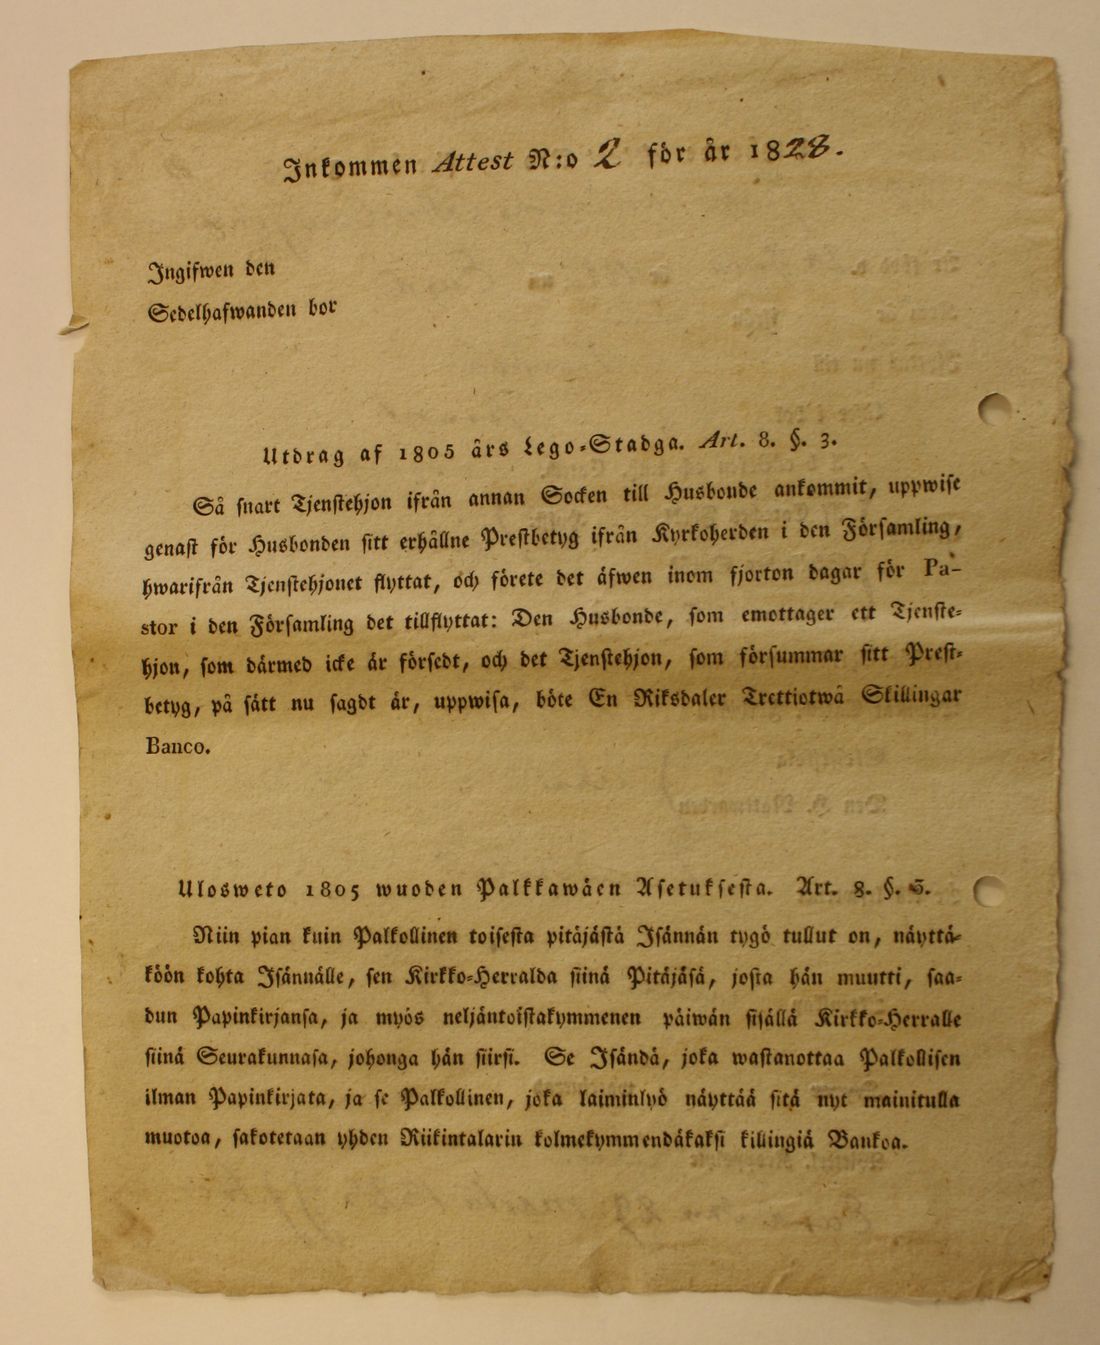 Inkommen Attest N:o 2 för år 1828.
Ingifwen den
Sedelhafwanden bor
Utdrag af 1805 års Lego-Stadga. Art. 8. §. 3.
Så snart Tjenstehjon ifrån annan Socken till Husbonde ankommit, uppwise
genast för Husbonden sitt erhållne Prestbetyg ifrån Kyrkoherden i den Församling,
hwarifrån Tjenstehjonet flyttat, och förete det äfwen inom fjorton dagar för Pa-
stor i den Församling det tillflyttat: Den Husbonde, som emottager ett Tjenste-
hjon, som därmed icke är försedt, och det Tjenstehjon, som försummar sitt Prest-
betyg, på sätt nu sagdt är, uppwisa, böte En Riksdaler Trettiotwå Skillingar
Banco.
Ulosweto 1805 wuoden Palkkawäen Asetuksesta. Art. 8. §. 3.
Niin pian kuin Palkollinen toisesta pitäjästä Isännän tygö tullut on, näyttä-
köön kohta Isännälle, sen Kirkko-Herralda siinä Pitäjäsä, josta hän muutti, saa-
dun Papinkirjansa, ja myös neljäntoistakymmenen päiwän sisällä Kirkko-Herralle
siinä Seurakunnasa, johonga hän siirsi. Se Isändä, joka wastanottaa Palkollisen
ilman Papinkirjata, ja se Palkollinen, joka laiminlyö näyttää sitä nyt mainitulla
muotoa, sakotetaan yhden Riikintalarin kolmekymmendäkaksi killingiä Bankoa.